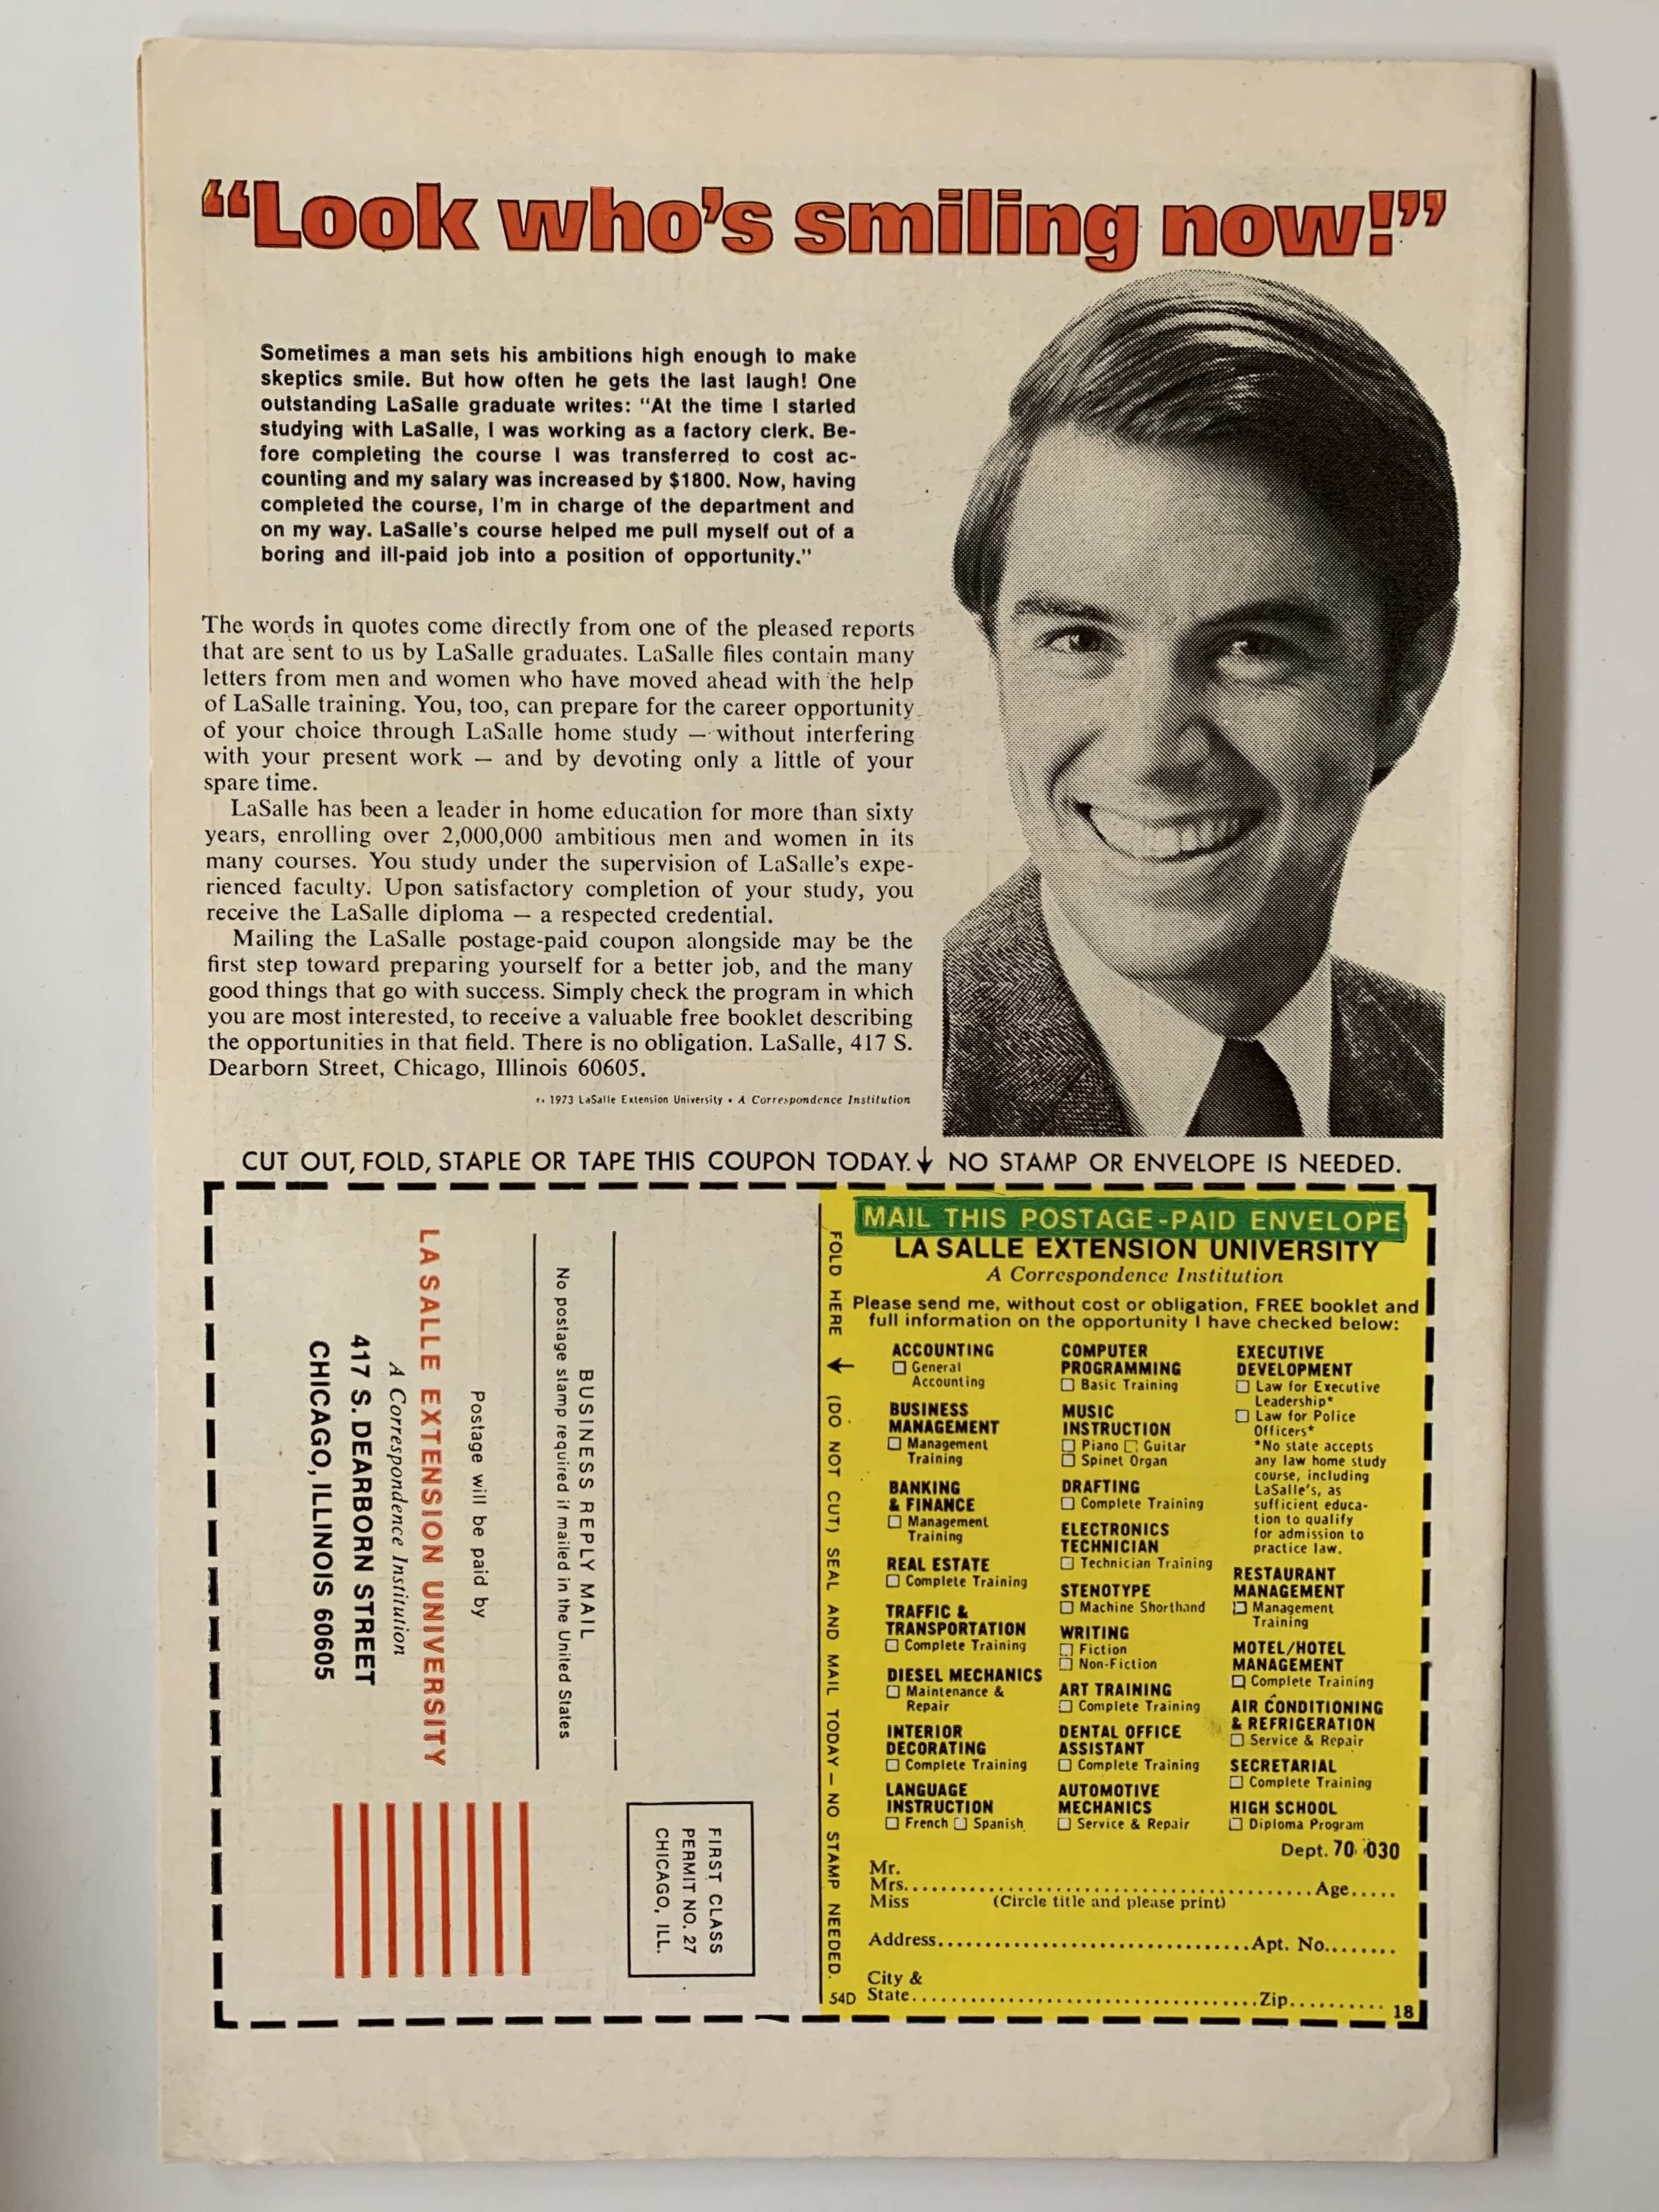 “Look who’s smiling now!”
Sometimes a man sets his ambitions high enough to make
skeptics smile. But how often he gets the last laugh! One
outstanding LaSalle graduate writes: “At the time I started
studying with LaSalle, I was working as a factory clerk. Be-
fore completing the course I was transferred to cost ac-
counting and my salary was increased by $1800. Now, having
completed the course, I'm in charge of the department and
on my way. LaSalle's course helped me pull myself out of a
boring and ill-paid job into a position of opportunity.”
The words in quotes come directly from one of the pleased reports
that are sent to us by LaSalle graduates. LaSalle files contain many
letters from men and women who have moved ahead with the help
of LaSalle training. You, too, can prepare for the career opportunity
of your choice through LaSalle home study — without interfering
with your present work — and by devoting only a little of your
spare time.
LaSalle has been a leader in home education for more than sixty
years, enrolling over 2,000,000 ambitious men and women in its
many courses. You study under the supervision of LaSalle's expe-
rienced faculty. Upon satisfactory completion of your study, you
receive the LaSalle diploma — a respected credential.
Mailing the LaSalle postage-paid coupon alongside may be the
first step toward preparing yourself for a better job, and the many
good things that go with success. Simply check the program in which
you are most interested, to receive a valuable free booklet describing
the opportunities in that field. There is no obligation. LaSalle, 417 S.
Dearborn Street, Chicago, Illinois 60605.
1973 LaSalle Extension University • A Correspondence Institution
CUT OUT, FOLD, STAPLE OR TAPE THIS COUPON TODAY.↓ NO STAMP OR ENVELOPE IS NEEDED.
FIRST CLASS
PERMIT NO. 27
CHICAGO, ILL.
BUSINESS REPLY MAIL
No postage stamp required if mailed in the United States
Postage will be paid by
LA SALLE EXTENSION UNIVERSITY
A Correspondence Institution
417 S. DEARBORN STREET
CHICAGO, ILLINOIS 60605
FOLD HERE ↓ (DO NOT CUT) SEAL AND MAIL TODAY — NO STAMP NEEDED.
54D
MAIL THIS POSTAGE-PAID ENVELOPE
LA SALLE EXTENSION UNIVERSITY
A Correspondence Institution
Please send me, without cost or obligation, FREE booklet and
full information on the opportunity I have checked below:
ACCOUNTING
☐ General
Accounting
BUSINESS
MANAGEMENT
☐ Management
Training
BANKING
& FINANCE
☐ Management
Training
REAL ESTATE
☐ Complete Training
TRAFFIC &
TRANSPORTATION
☐ Complete Training
DIESEL MECHANICS
☐ Maintenance &
Repair
INTERIOR
DECORATING
☐ Complete Training
LANGUAGE
INSTRUCTION
☐ French ☐ Spanish
COMPUTER
PROGRAMMING
☐ Basic Training
MUSIC
INSTRUCTION
☐ Piano ☐ Guitar
☐ Spinet Organ
DRAFTING
☐ Complete Training
ELECTRONICS
TECHNICIAN
☐ Technician Training
STENOTYPE
☐ Machine Shorthand
WRITING
☐ Fiction
☐ Non-Fiction
ART TRAINING
☐ Complete Training
DENTAL OFFICE
ASSISTANT
☐ Complete Training
AUTOMOTIVE
MECHANICS
☐ Service & Repair
EXECUTIVE
DEVELOPMENT
☐ Law for Executive
Leadership*
☐ Law for Police
Officers*
*No state accepts
any law home study
course, including
LaSalle's, as
sufficient educa-
tion to qualify
for admission to
practice law.
RESTAURANT
MANAGEMENT
☐ Management
Training
MOTEL/HOTEL
MANAGEMENT
☐ Complete Training
AIR CONDITIONING
& REFRIGERATION
☐ Service & Repair
SECRETARIAL
☐ Complete Training
HIGH SCHOOL
☐ Diploma Program
Dept. 70 030
Mr.
Mrs. Age
Miss (Circle title and please print)
Address Apt. No.
City &
State Zip
18